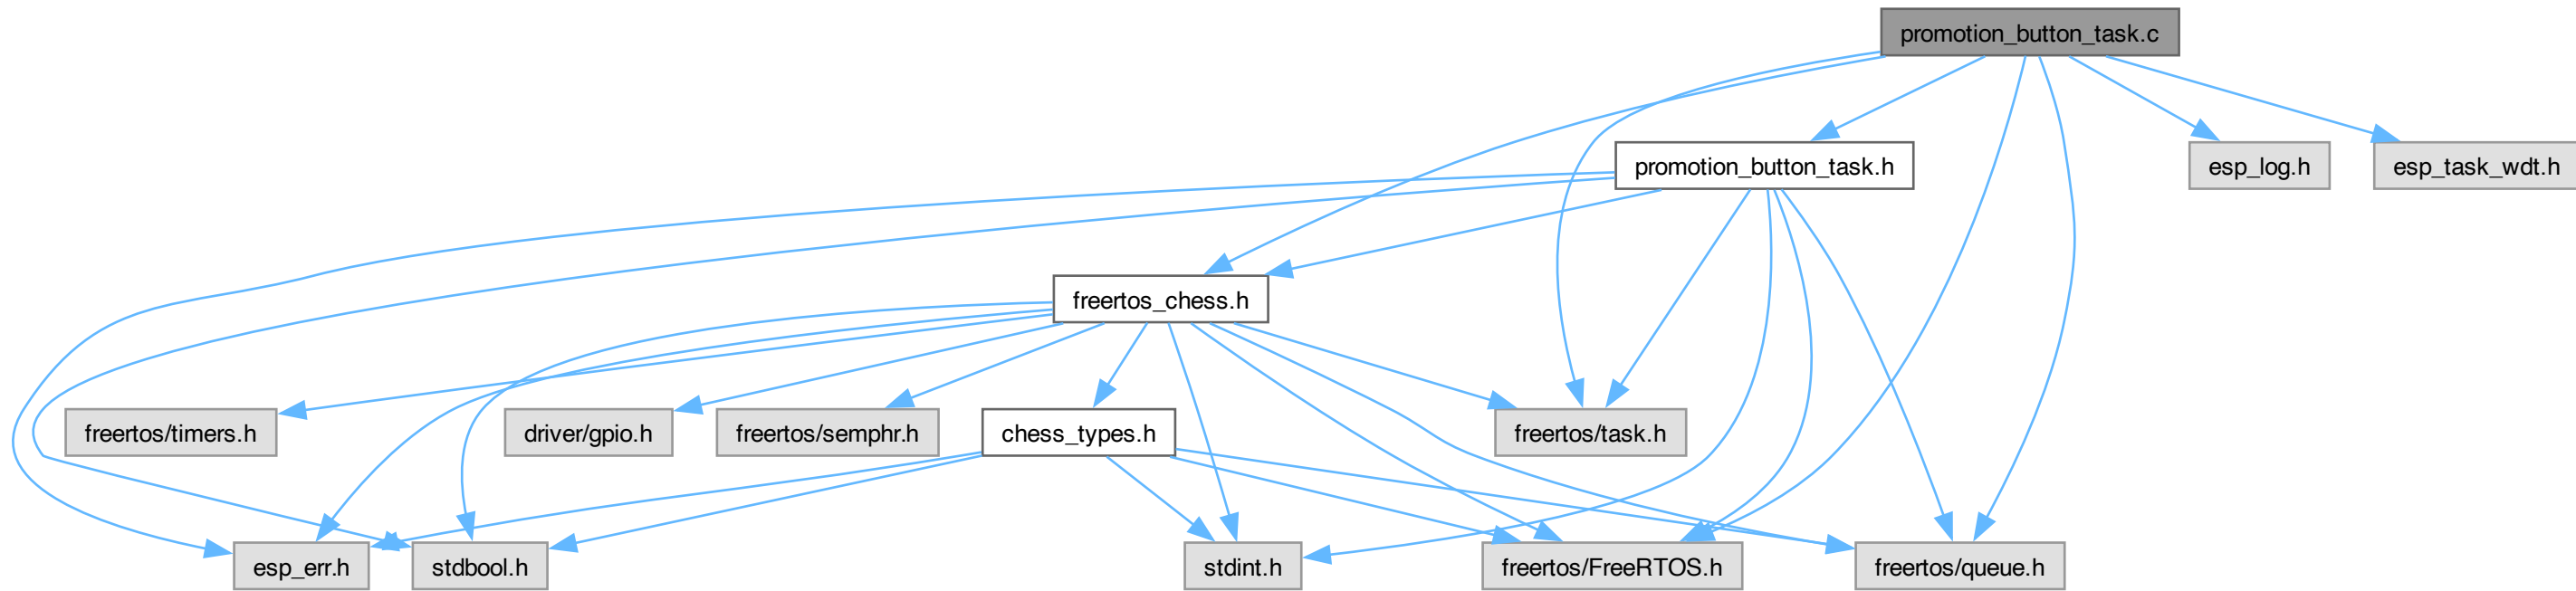 promotion_button_task.c
promotion_button_task.h
esp_log.h
esp_task_wdt.h
freertos_chess.h
freertos/timers.h
driver/gpio.h
freertos/semphr.h
chess_types.h
freertos/task.h
esp_err.h
stdbool.h
stdint.h
freertos/FreeRTOS.h
freertos/queue.h